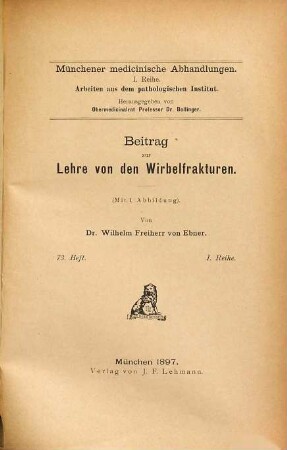 Münchener medicinische Abhandlungen.
I. Reihe.
Arbeiten aus dem pathologischen Institut.
Herausgegeben von
Obermedicinalrat Professor Dr. Bollinger.
Beitrag
zur
Lehre von den Wirbelfrakturen.
(Mit 1 Abbildung).
Von
Dr. Wilhelm Freiherr von Ebner.
73. Heft. I. Reihe.
München 1897.
Verlag von J. F. Lehmann.